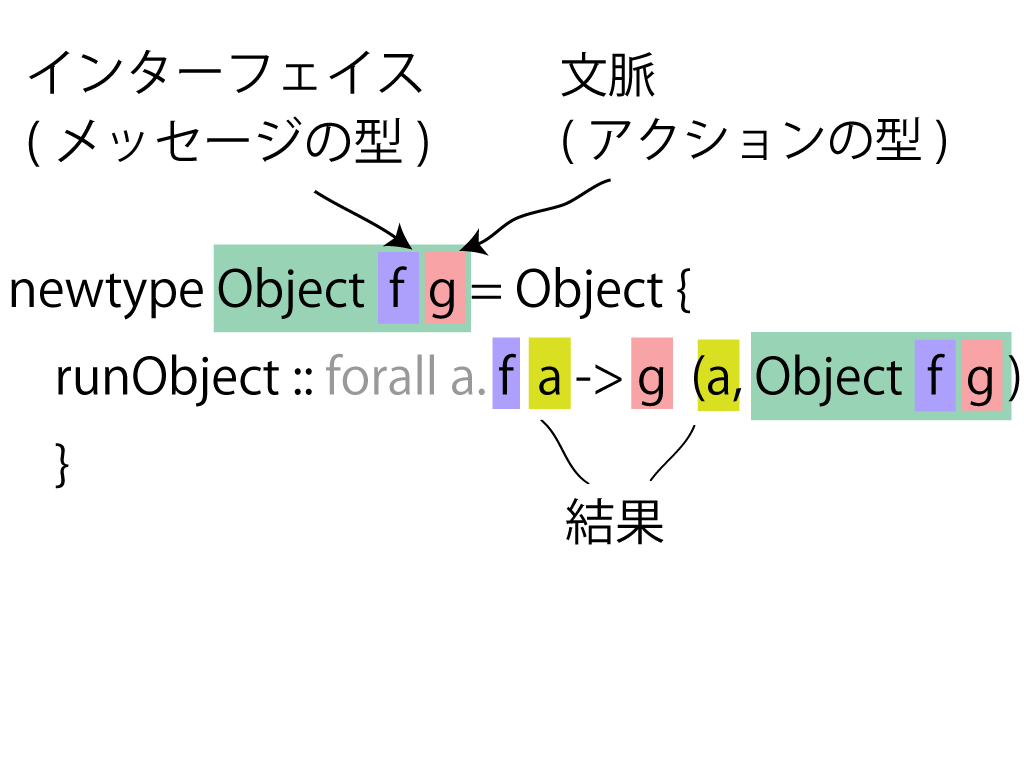 インターフェイス
(メッセージの型)
文脈
(アクションの型)
newtype Object f g = Object {
runObject :: forall a. f a -> g (a, Object f g)
}
結果